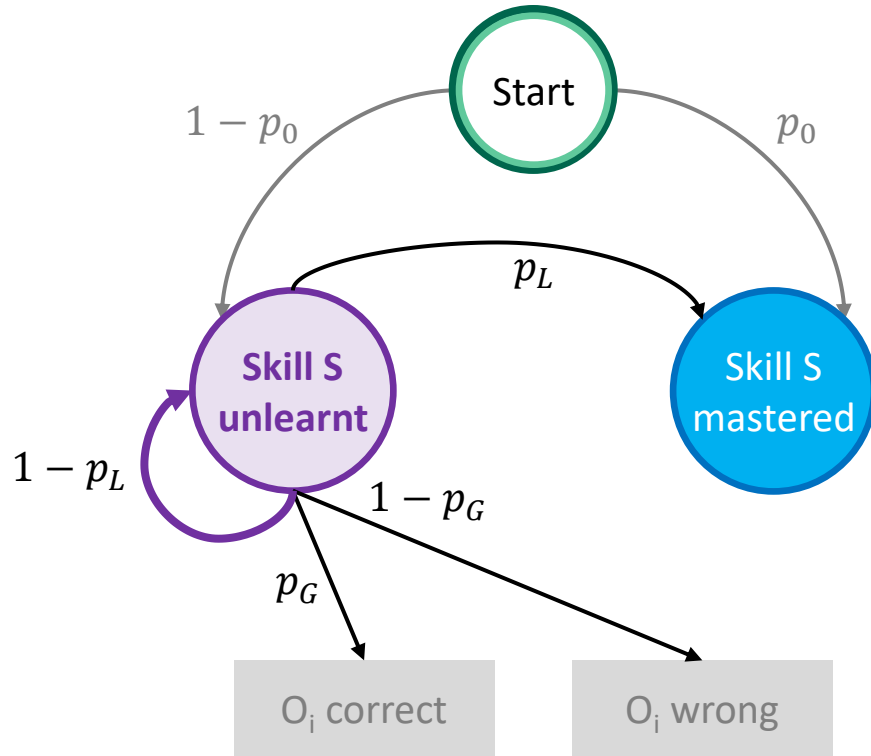 Start
1 − p₀
p₀
p_L
Skill S
unlearnt
Skill S
mastered
1 − p_L
1 − p_G
p_G
Oᵢ correct
Oᵢ wrong